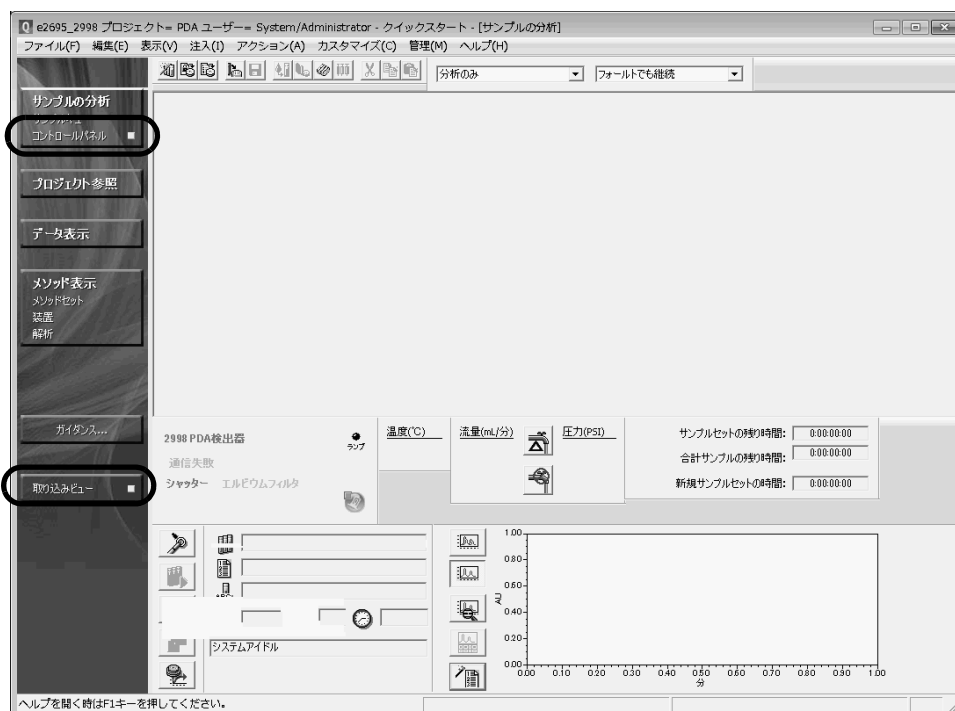 e2695_2998 プロジェクト= PDA ユーザー= System/Administrator - クイックスタート - [サンプルの分析]
ファイル(F) 編集(E) 表示(V) 注入(I) アクション(A) カスタマイズ(C) 管理(M) ヘルプ(H)
分析のみ フォールトでも継続
サンプルの分析
コントロールパネル
プロジェクト参照
データ表示
メソッド表示
メソッドセット
装置
解析
ガイダンス...
取り込みビュー
2998 PDA検出器
ランプ
通信失敗
シャッター エルビウムフィルタ
温度(℃)
流量(mL/分)
圧力(PSI)
サンプルセットの残り時間: 0:00:00:00
合計サンプルの残り時間: 0:00:00:00
新規サンプルセットの時間: 0:00:00:00
システムアイドル
AU
1.00
0.80
0.60
0.40
0.20
0.00
0.00 0.10 0.20 0.30 0.40 0.50 0.60 0.70 0.80 0.90 1.00
分
ヘルプを開く時はF1キーを押してください。